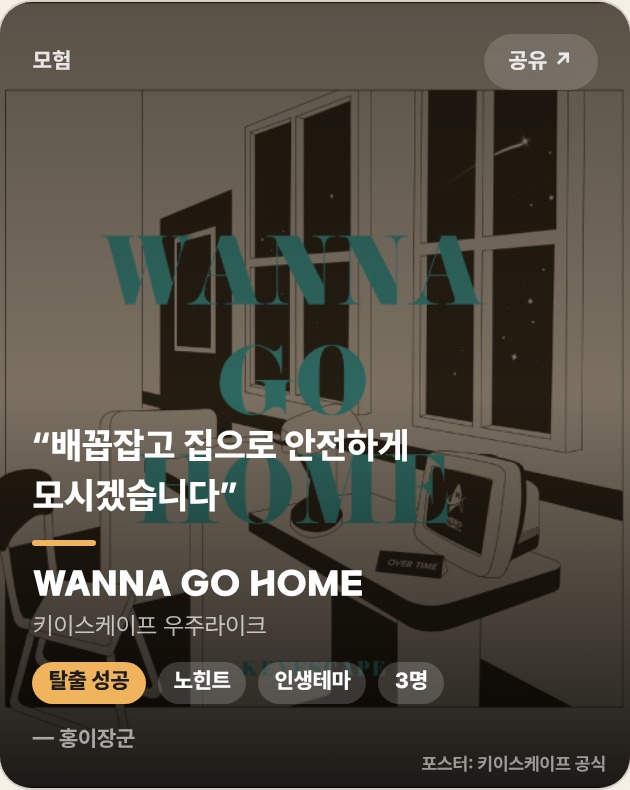 모험
공유 ↗
WANNA
GO
HOME
“배꼽잡고 집으로 안전하게
모시겠습니다”
OVER TIME
WANNA GO HOME
키이스케이프 우주라이크
KEYESCAPE
탈출 성공
노힌트
인생테마
3명
— 홍이장군
포스터: 키이스케이프 공식